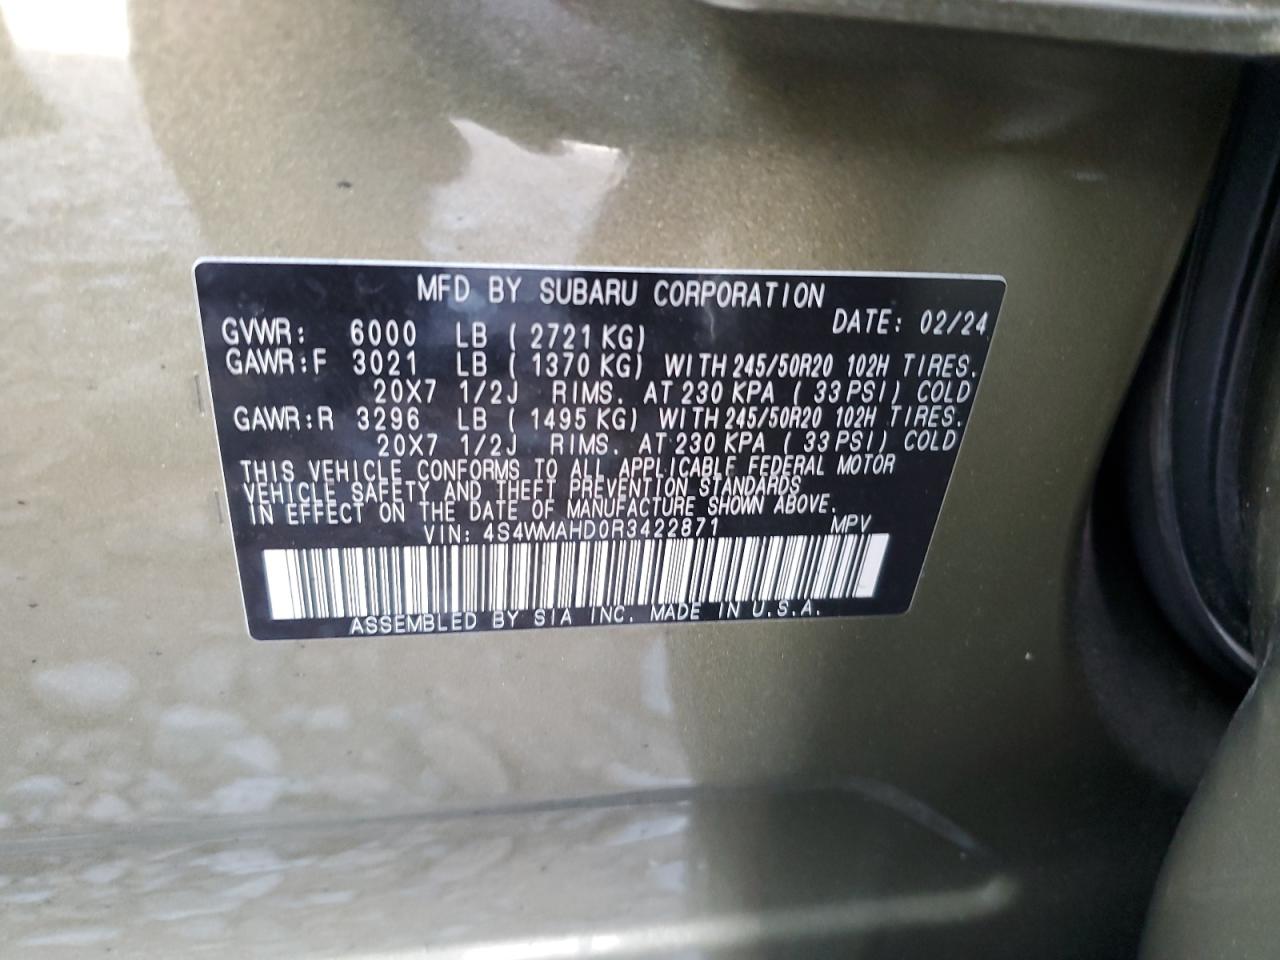 MFD BY SUBARU CORPORATION
DATE: 02/24
GVWR: 6000 LB ( 2721 KG)
GAWR:F 3021 LB ( 1370 KG) WITH 245/50R20 102H TIRES.
20X7 1/2J RIMS. AT 230 KPA ( 33 PSI) COLD
GAWR:R 3296 LB ( 1495 KG) WITH 245/50R20 102H TIRES.
20X7 1/2J RIMS. AT 230 KPA ( 33 PSI) COLD
THIS VEHICLE CONFORMS TO ALL APPLICABLE FEDERAL MOTOR
VEHICLE SAFETY AND THEFT PREVENTION STANDARDS
IN EFFECT ON THE DATE OF MANUFACTURE SHOWN ABOVE.
VIN: 4S4WMAHD0R3422871 MPV
ASSEMBLED BY SIA INC. MADE IN U.S.A.